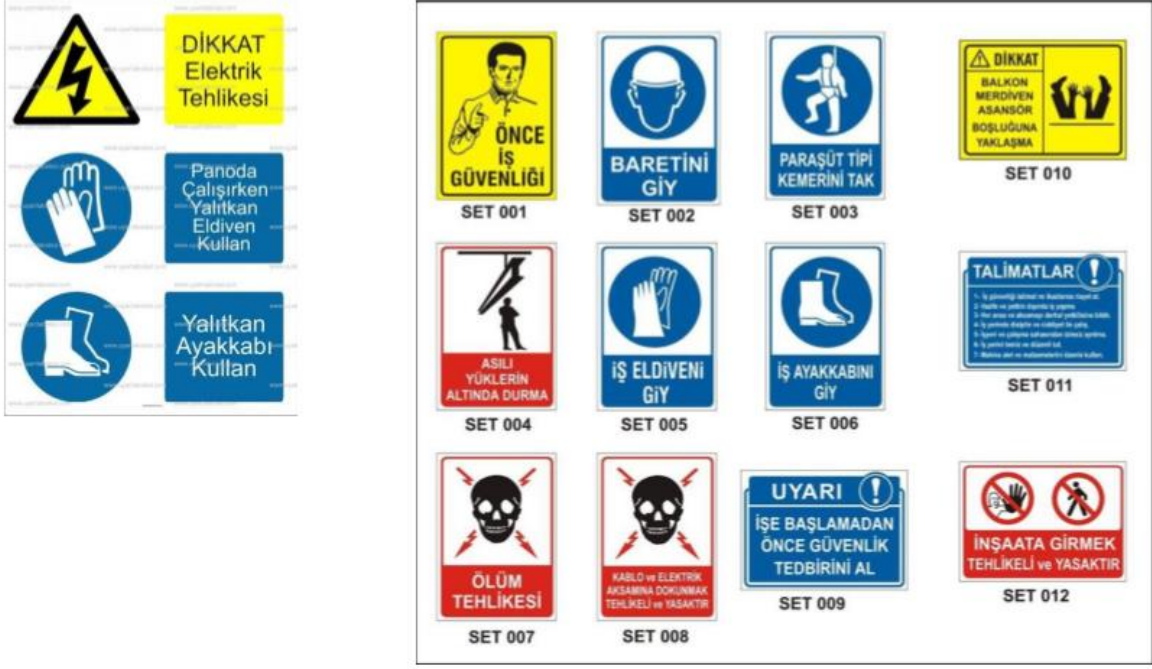 DİKKAT
Elektrik
Tehlikesi
Panoda
Çalışırken
Yalıtkan
Eldiven
Kullan
Yalıtkan
Ayakkabı
Kullan
ÖNCE
İŞ
GÜVENLİĞİ
SET 001
BARETİNİ
GİY
SET 002
PARAŞÜT TİPİ
KEMERİNİ TAK
SET 003
DİKKAT
BALKON
MERDİVEN
ASANSÖR
BOŞLUĞUNA
YAKLAŞMA
SET 010
ASILI
YÜKLERİN
ALTINDA DURMA
SET 004
İŞ ELDİVENİ
GİY
SET 005
İŞ AYAKKABINI
GİY
SET 006
TALİMATLAR
SET 011
ÖLÜM
TEHLİKESİ
SET 007
KABLO ve ELEKTRİK
AKSAMINA DOKUNMAK
TEHLİKELİ ve YASAKTIR
SET 008
UYARI
İŞE BAŞLAMADAN
ÖNCE GÜVENLİK
TEDBİRİNİ AL
SET 009
İNŞAATA GİRMEK
TEHLİKELİ ve YASAKTIR
SET 012